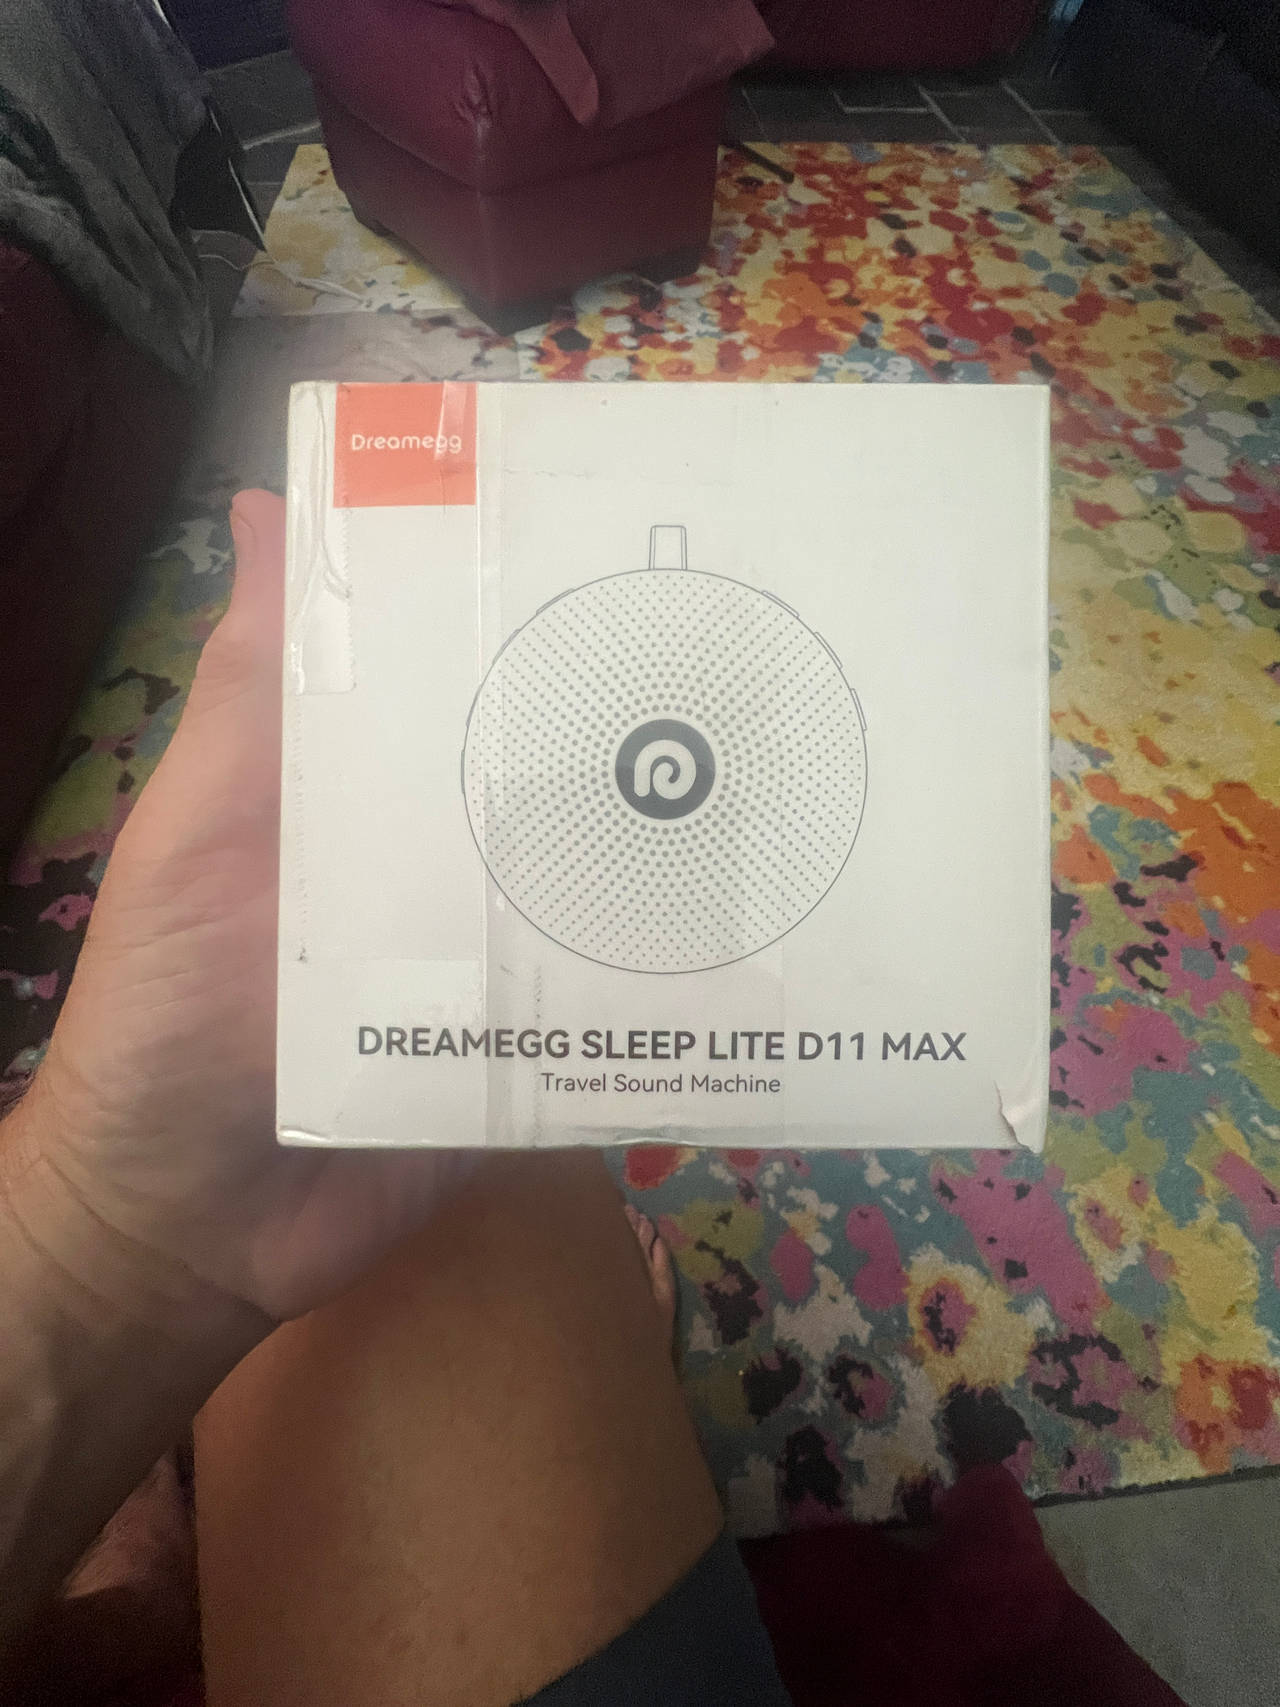 Dreamegg
DREAMEGG SLEEP LITE D11 MAX
Travel Sound Machine